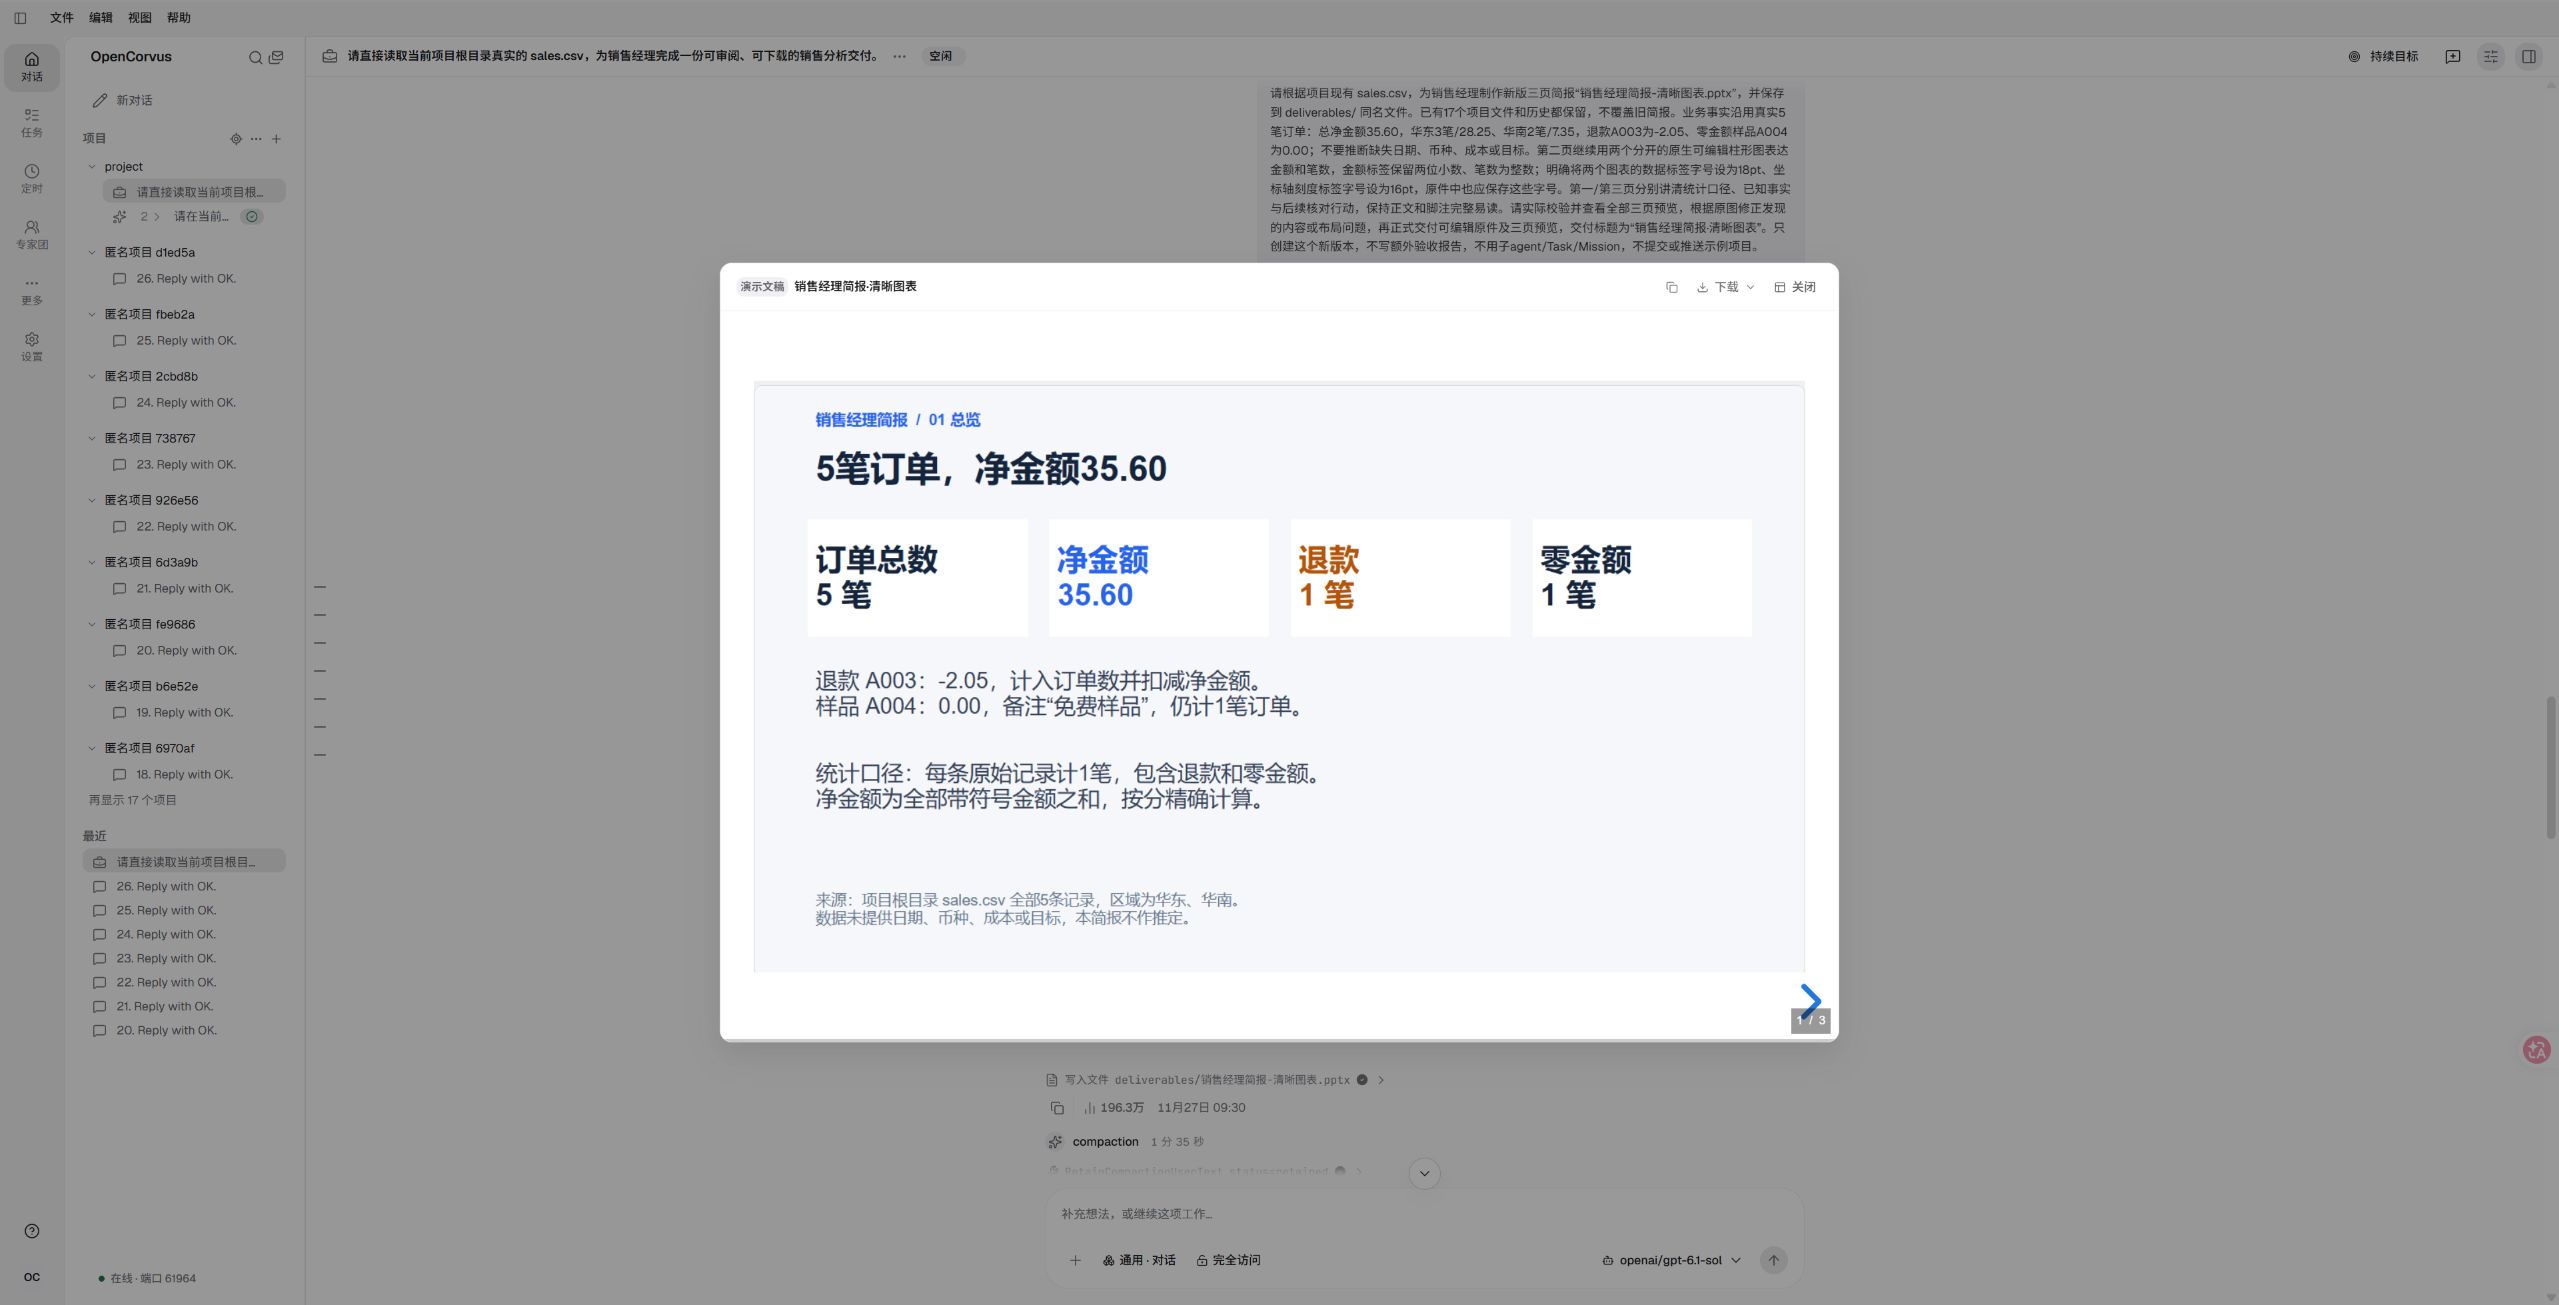 文件 编辑 视图 帮助
对话
任务
定时
专家团
更多
设置
OC
OpenCorvus
新对话
项目
project
请直接读取当前项目根...
2 > 请在当前...
匿名项目 d1ed5a
26. Reply with OK.
匿名项目 fbeb2a
25. Reply with OK.
匿名项目 2cbd8b
24. Reply with OK.
匿名项目 738767
23. Reply with OK.
匿名项目 926e56
22. Reply with OK.
匿名项目 6d3a9b
21. Reply with OK.
匿名项目 fe9686
20. Reply with OK.
匿名项目 b6e52e
19. Reply with OK.
匿名项目 6970af
18. Reply with OK.
再显示 17 个项目
最近
请直接读取当前项目根目...
26. Reply with OK.
25. Reply with OK.
24. Reply with OK.
23. Reply with OK.
22. Reply with OK.
21. Reply with OK.
20. Reply with OK.
在线 · 端口 61964
请直接读取当前项目根目录真实的 sales.csv，为销售经理完成一份可审阅、可下载的销售分析交付。 ... 空闲
持续目标
请根据项目现有 sales.csv，为销售经理制作新版三页简报“销售经理简报-清晰图表.pptx”，并保存
到 deliverables/ 同名文件。已有17个项目文件和历史都保留，不覆盖旧简报。业务事实沿用真实5
笔订单：总净金额35.60，华东3笔/28.25、华南2笔/7.35，退款A003为-2.05、零金额样品A004
为0.00；不要推断缺失日期、币种、成本或目标。第二页继续用两个分开的原生可编辑柱形图表达
金额和笔数，金额标签保留两位小数、笔数为整数；明确将两个图表的数据标签字号设为18pt、坐
标轴刻度标签字号设为16pt，原件中也应保存这些字号。第一/第三页分别讲清统计口径、已知事实
与后续核对行动，保持正文和脚注完整易读。请实际校验并查看全部三页预览，根据原图修正发现
的内容或布局问题，再正式交付可编辑原件及三页预览，交付标题为“销售经理简报·清晰图表”。只
创建这个新版本，不写额外验收报告，不用子agent/Task/Mission，不提交或推送示例项目。
演示文稿 销售经理简报·清晰图表
下载
关闭
销售经理简报 / 01 总览
5笔订单，净金额35.60
订单总数
5 笔
净金额
35.60
退款
1 笔
零金额
1 笔
退款 A003：-2.05，计入订单数并扣减净金额。
样品 A004：0.00，备注“免费样品”，仍计1笔订单。
统计口径：每条原始记录计1笔，包含退款和零金额。
净金额为全部带符号金额之和，按分精确计算。
来源：项目根目录 sales.csv 全部5条记录，区域为华东、华南。
数据未提供日期、币种、成本或目标，本简报不作推定。
1 / 3
写入文件 deliverables/销售经理简报-清晰图表.pptx
196.3万 11月27日 09:30
compaction 1 分 35 秒
RetainCompactionUserText status=retained
补充想法，或继续这项工作...
通用 · 对话
完全访问
openai/gpt-6.1-sol